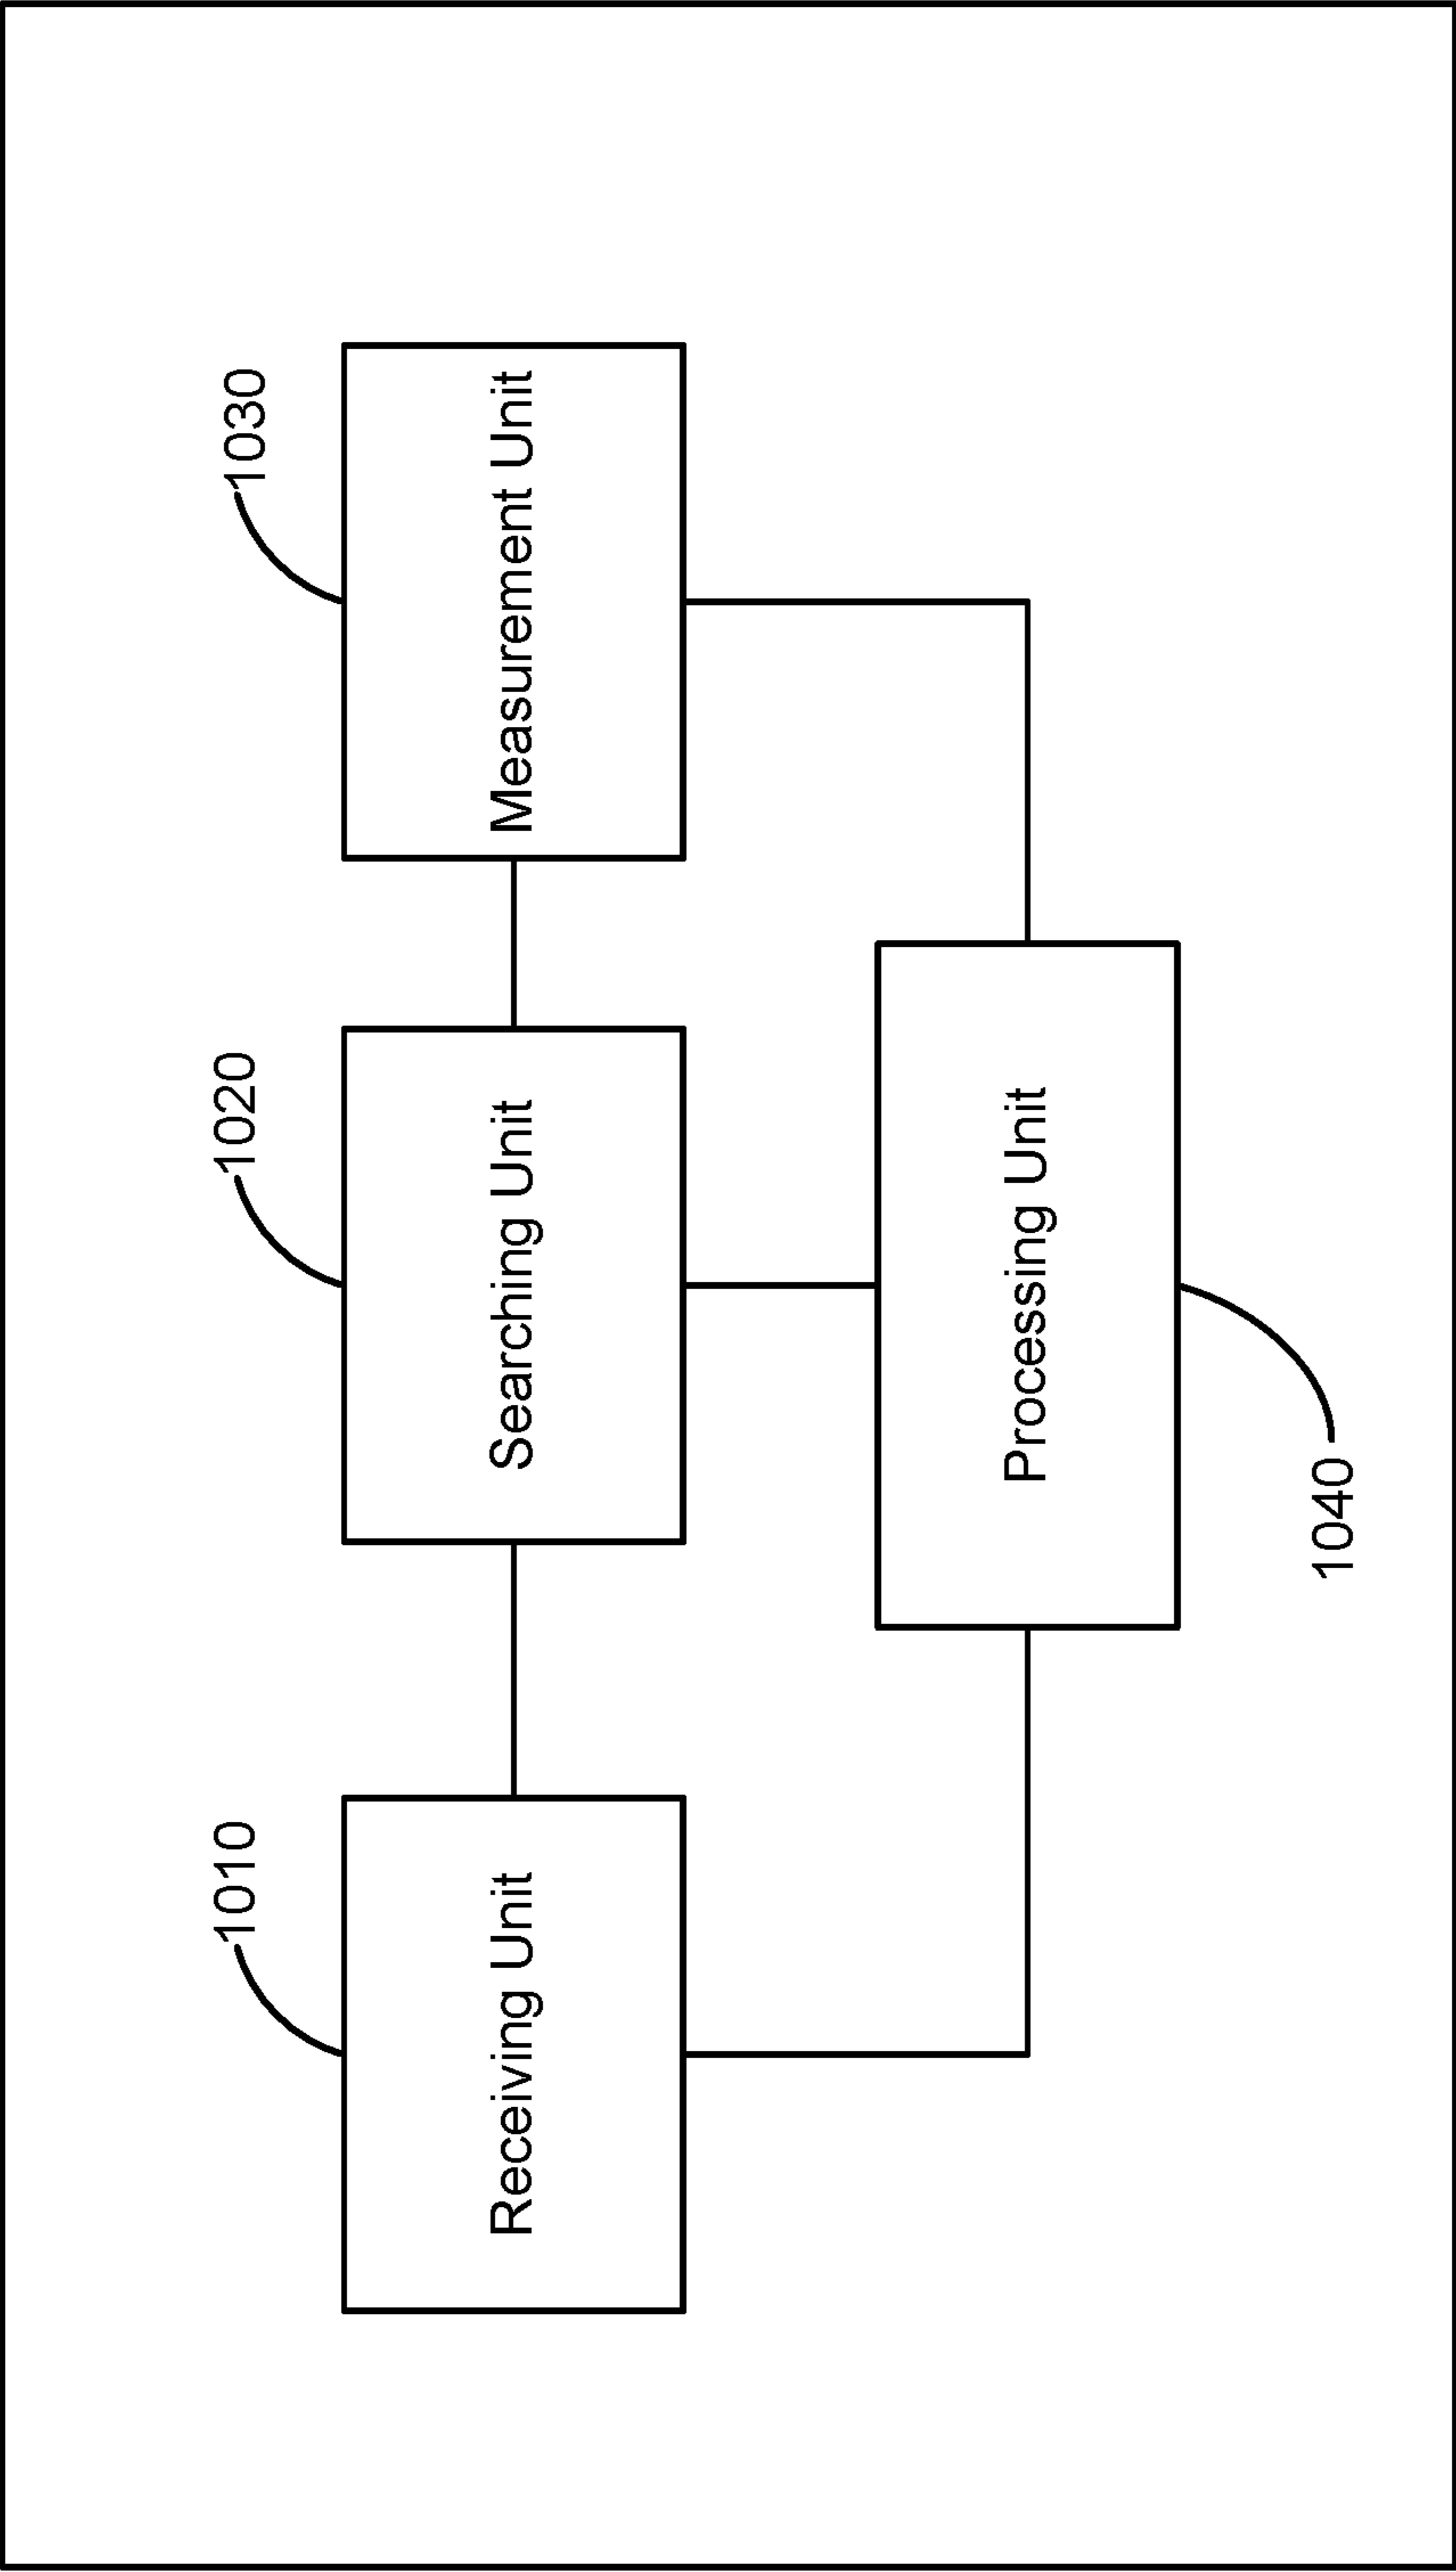 1010
1020
1030
Receiving Unit
Searching Unit
Measurement Unit
Processing Unit
1040